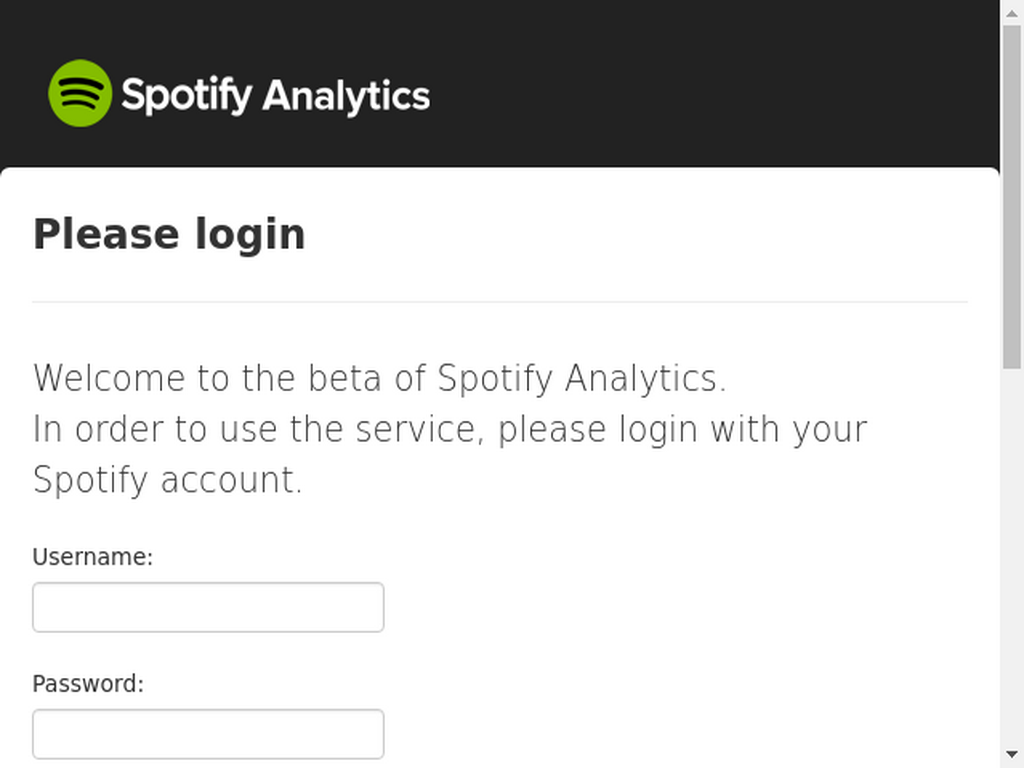 Spotify Analytics
Please login
Welcome to the beta of Spotify Analytics.
In order to use the service, please login with your
Spotify account.
Username:
Password: